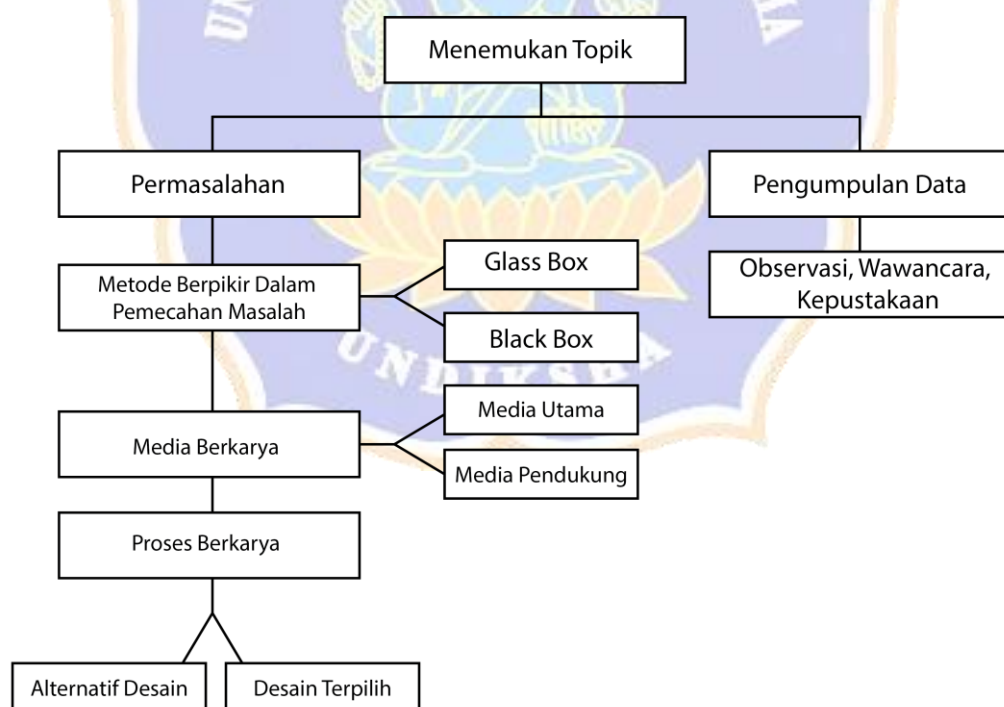 Menemukan Topik
Permasalahan
Pengumpulan Data
Metode Berpikir Dalam
Pemecahan Masalah
Glass Box
Black Box
Observasi, Wawancara,
Kepustakaan
UNDIKSHA
Media Berkarya
Media Utama
Media Pendukung
Proses Berkarya
Alternatif Desain
Desain Terpilih